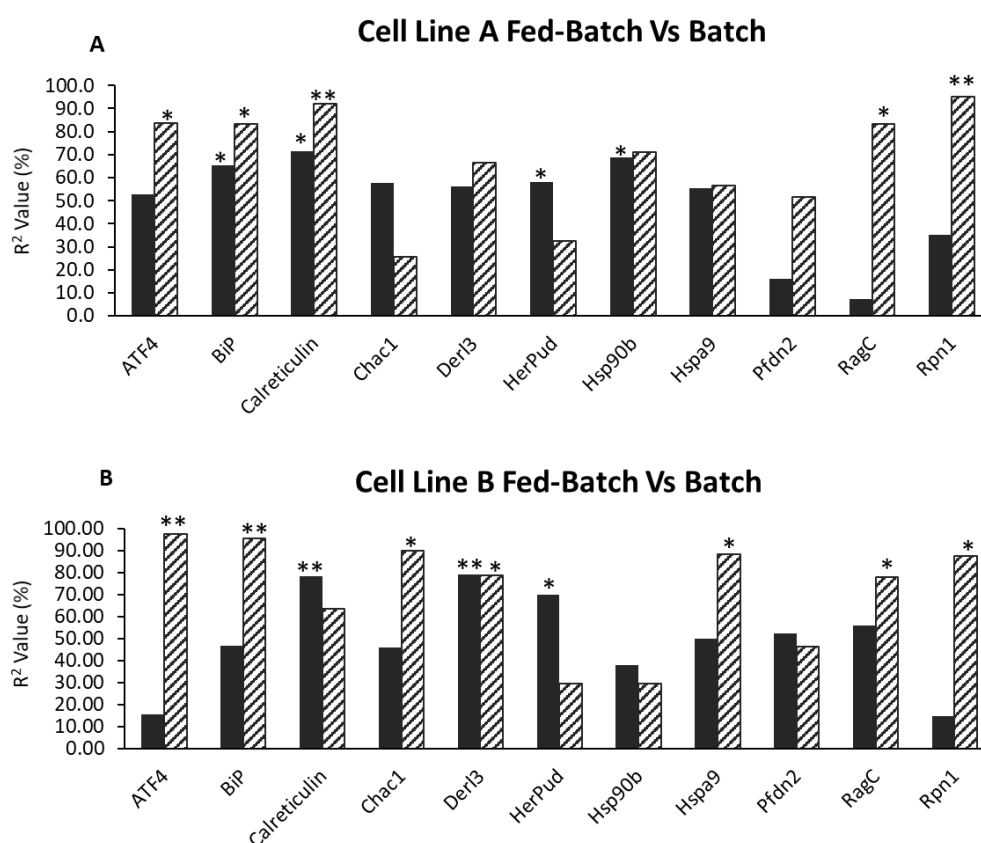 A
Cell Line A Fed-Batch Vs Batch
R² Value (%)
100.0
90.0
80.0
70.0
60.0
50.0
40.0
30.0
20.0
10.0
0.0
*
*
*
*
**
*
*
*
**
ATF4
BiP
Calreticulin
Chac1
Derl3
HerPud
Hsp90b
Hspa9
Pfdn2
RagC
Rpn1
B
Cell Line B Fed-Batch Vs Batch
R² Value (%)
100.00
90.00
80.00
70.00
60.00
50.00
40.00
30.00
20.00
10.00
0.00
**
**
**
*
**
*
*
*
*
*
ATF4
BiP
Calreticulin
Chac1
Derl3
HerPud
Hsp90b
Hspa9
Pfdn2
RagC
Rpn1